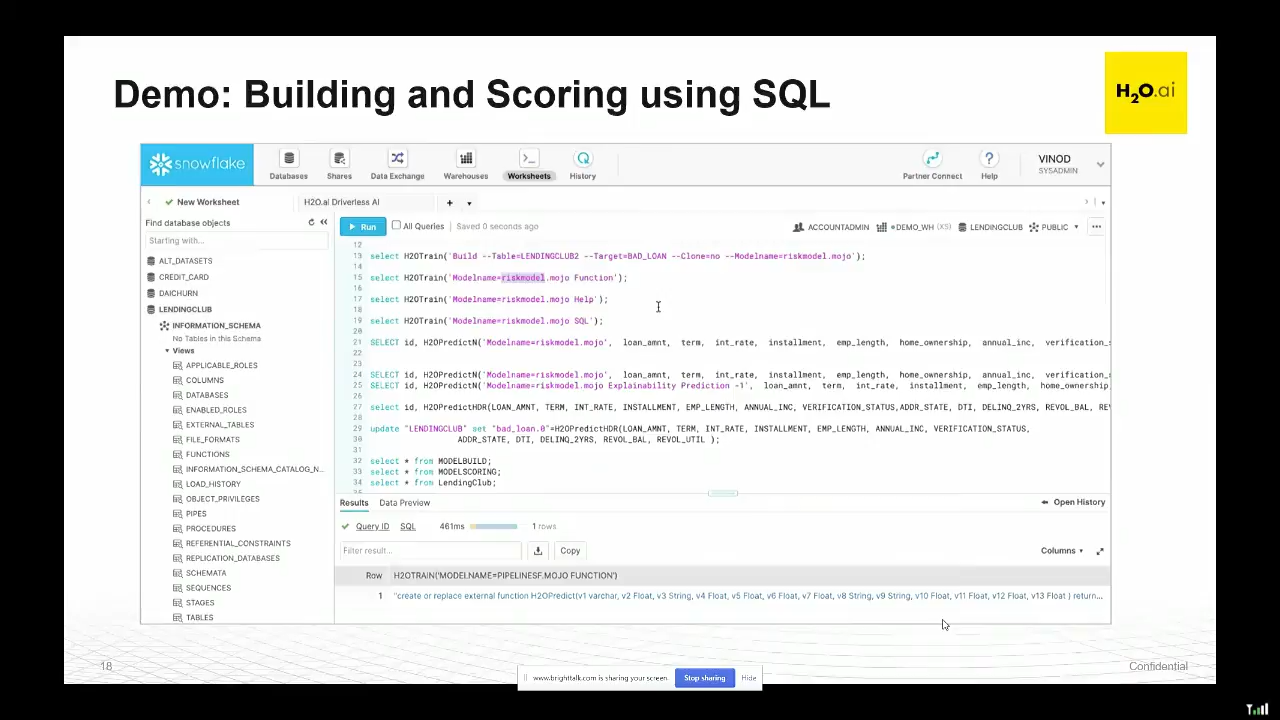 Demo: Building and Scoring using SQL
H2O.ai
snowflake
Databases
Shares
Data Exchange
Warehouses
Worksheets
History
Partner Connect
Help
VINOD
SYSADMIN
New Worksheet
H2O.ai Driverless AI
Find database objects
Starting with...
Run
All Queries
Saved 0 seconds ago
ACCOUNTADMIN
DEMO_WH (XS)
LENDINGCLUB
PUBLIC
ALT_DATASETS
CREDIT_CARD
DAICHURN
LENDINGCLUB
INFORMATION_SCHEMA
No Tables in this Schema
Views
APPLICABLE_ROLES
COLUMNS
DATABASES
ENABLED_ROLES
EXTERNAL_TABLES
FILE_FORMATS
FUNCTIONS
INFORMATION_SCHEMA_CATALOG_N...
LOAD_HISTORY
OBJECT_PRIVILEGES
PIPES
PROCEDURES
REFERENTIAL_CONSTRAINTS
REPLICATION_DATABASES
SCHEMATA
SEQUENCES
STAGES
TABLES
12
13 select H2OTrain('Build --Table=LENDINGCLUB2 --Target=BAD_LOAN --Clone=no --Modelname=riskmodel.mojo');
14
15 select H2OTrain('Modelname=riskmodel.mojo Function');
16
17 select H2OTrain('Modelname=riskmodel.mojo Help');
18
19 select H2OTrain('Modelname=riskmodel.mojo SQL');
20
21 SELECT id, H2OPredictN('Modelname=riskmodel.mojo', loan_amnt, term, int_rate, installment, emp_length, home_ownership, annual_inc, verification_s
22
23
24 SELECT id, H2OPredictN('Modelname=riskmodel.mojo', loan_amnt, term, int_rate, installment, emp_length, home_ownership, annual_inc, verification_s
25 SELECT id, H2OPredictN('Modelname=riskmodel.mojo Explainability Prediction -1', loan_amnt, term, int_rate, installment, emp_length, home_ownership,
26
27 select id, H2OPredictHDR(LOAN_AMNT, TERM, INT_RATE, INSTALLMENT, EMP_LENGTH, ANNUAL_INC, VERIFICATION_STATUS,ADDR_STATE, DTI, DELINQ_2YRS, REVOL_BAL, REV
28
29 update "LENDINGCLUB" set "bad_loan.0"=H2OPredictHDR(LOAN_AMNT, TERM, INT_RATE, INSTALLMENT, EMP_LENGTH, ANNUAL_INC, VERIFICATION_STATUS,
30 ADDR_STATE, DTI, DELINQ_2YRS, REVOL_BAL, REVOL_UTIL );
31
32 select * from MODELBUILD;
33 select * from MODELSCORING;
34 select * from LendingClub;
Results
Data Preview
Open History
Query ID
SQL
461ms
1 rows
Filter result...
Copy
Columns
Row H2OTRAIN('MODELNAME=PIPELINESF.MOJO FUNCTION')
1 "create or replace external function H2OPredict(v1 varchar, v2 Float, v3 String, v4 Float, v5 Float, v6 Float, v7 Float, v8 String, v9 String, v10 Float, v11 Float, v12 Float, v13 Float ) return...
18
Confidential
www.brighttalk.com is sharing your screen.
Stop sharing
Hide